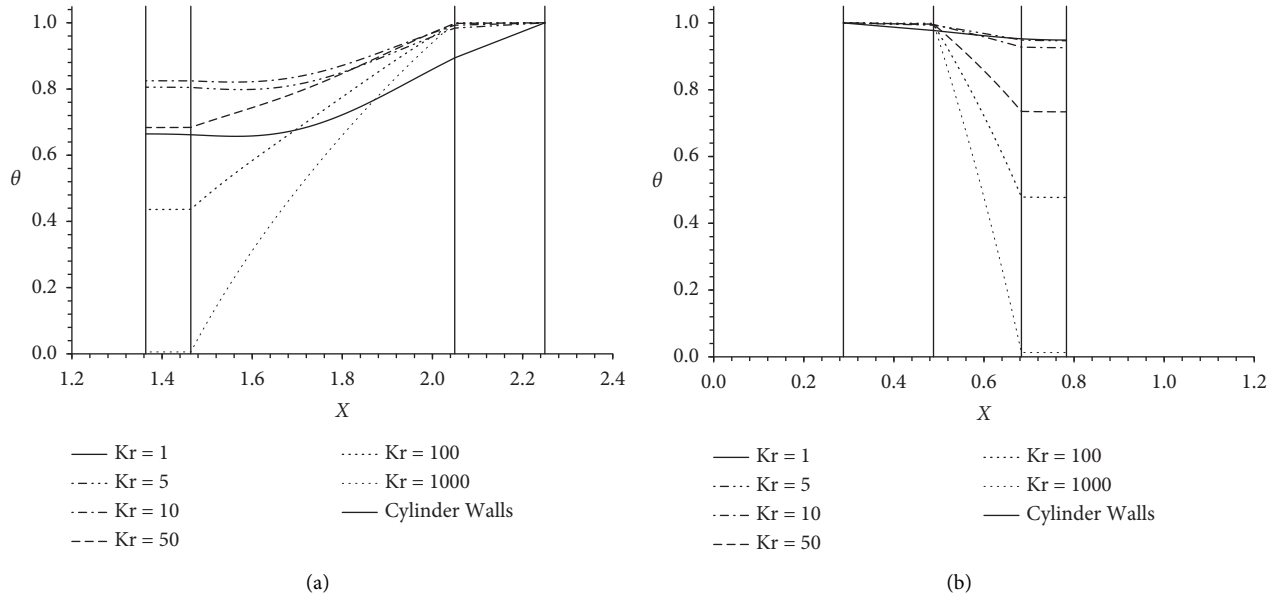 1.0
0.8
0.6
θ
0.4
0.2
0.0
1.2 1.4 1.6 1.8 2.0 2.2 2.4
X
Kr = 1
Kr = 5
Kr = 10
Kr = 50
Kr = 100
Kr = 1000
Cylinder Walls
(a)
1.0
0.8
0.6
θ
0.4
0.2
0.0
0.0 0.2 0.4 0.6 0.8 1.0 1.2
X
Kr = 1
Kr = 5
Kr = 10
Kr = 50
Kr = 100
Kr = 1000
Cylinder Walls
(b)